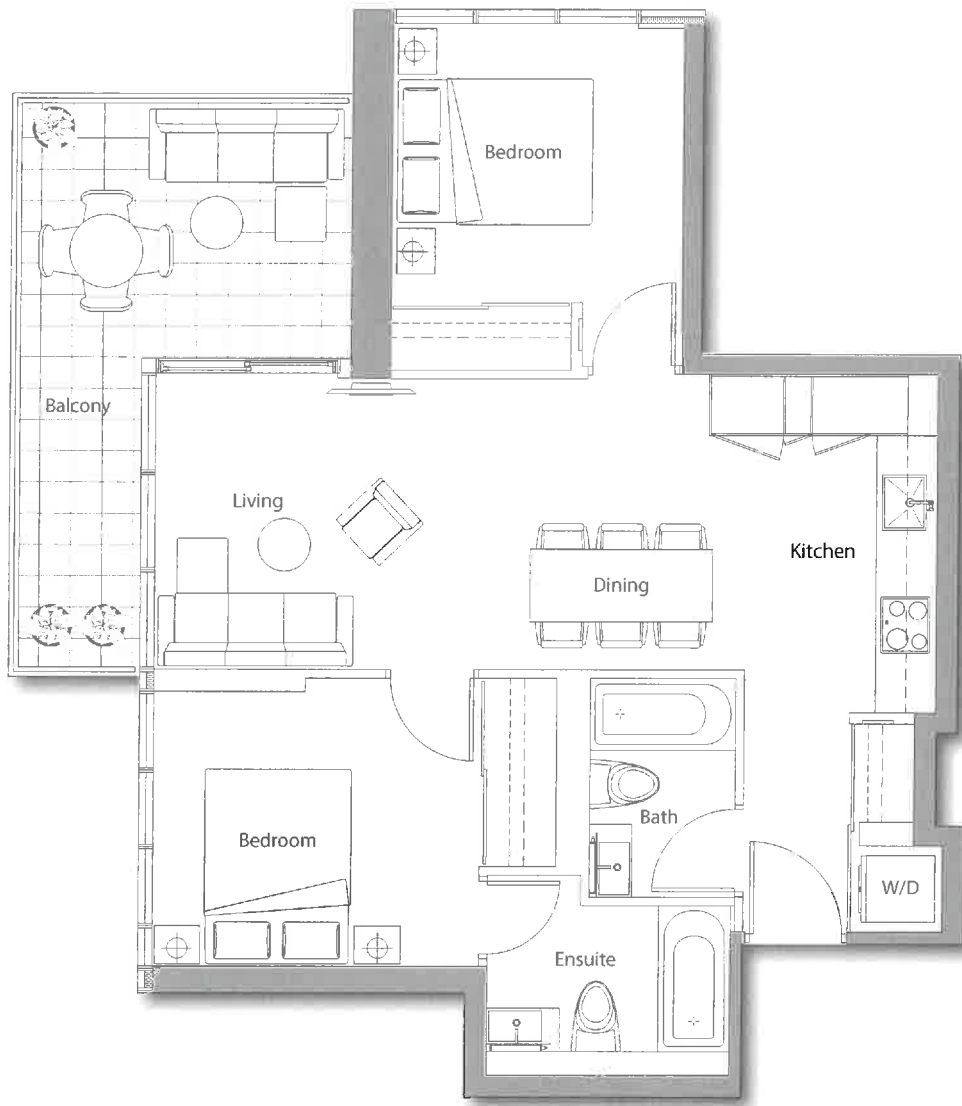 Bedroom
Balcony
Living
Kitchen
Dining
Bath
Bedroom
W/D
Ensuite